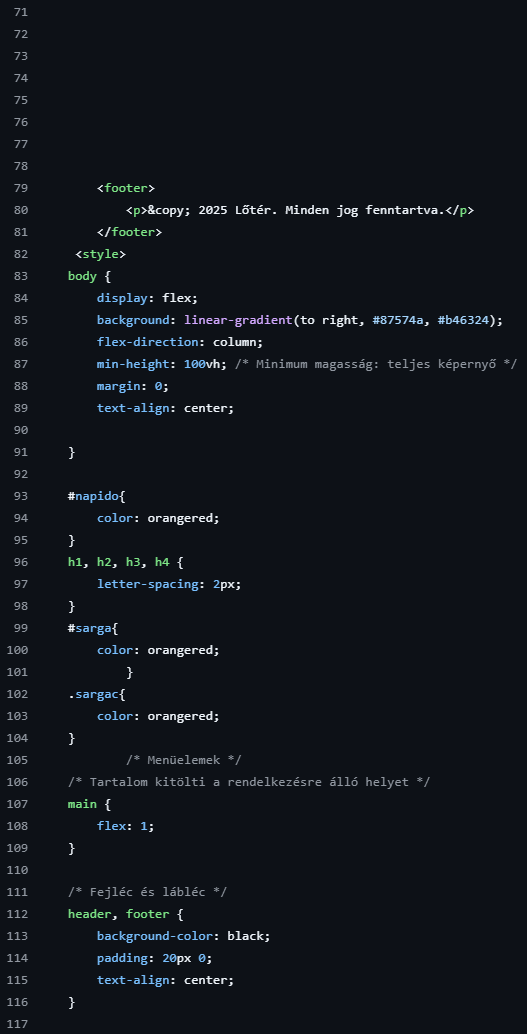 71
72
73
74
75
76
77
78
79 <footer>
80 <p>&copy; 2025 Lőtér. Minden jog fenntartva.</p>
81 </footer>
82 <style>
83 body {
84 display: flex;
85 background: linear-gradient(to right, #87574a, #b46324);
86 flex-direction: column;
87 min-height: 100vh; /* Minimum magasság: teljes képernyő */
88 margin: 0;
89 text-align: center;
90
91 }
92
93 #napido{
94 color: orangered;
95 }
96 h1, h2, h3, h4 {
97 letter-spacing: 2px;
98 }
99 #sarga{
100 color: orangered;
101 }
102 .sargac{
103 color: orangered;
104 }
105 /* Menüelemek */
106 /* Tartalom kitölti a rendelkezésre álló helyet */
107 main {
108 flex: 1;
109 }
110
111 /* Fejléc és lábléc */
112 header, footer {
113 background-color: black;
114 padding: 20px 0;
115 text-align: center;
116 }
117